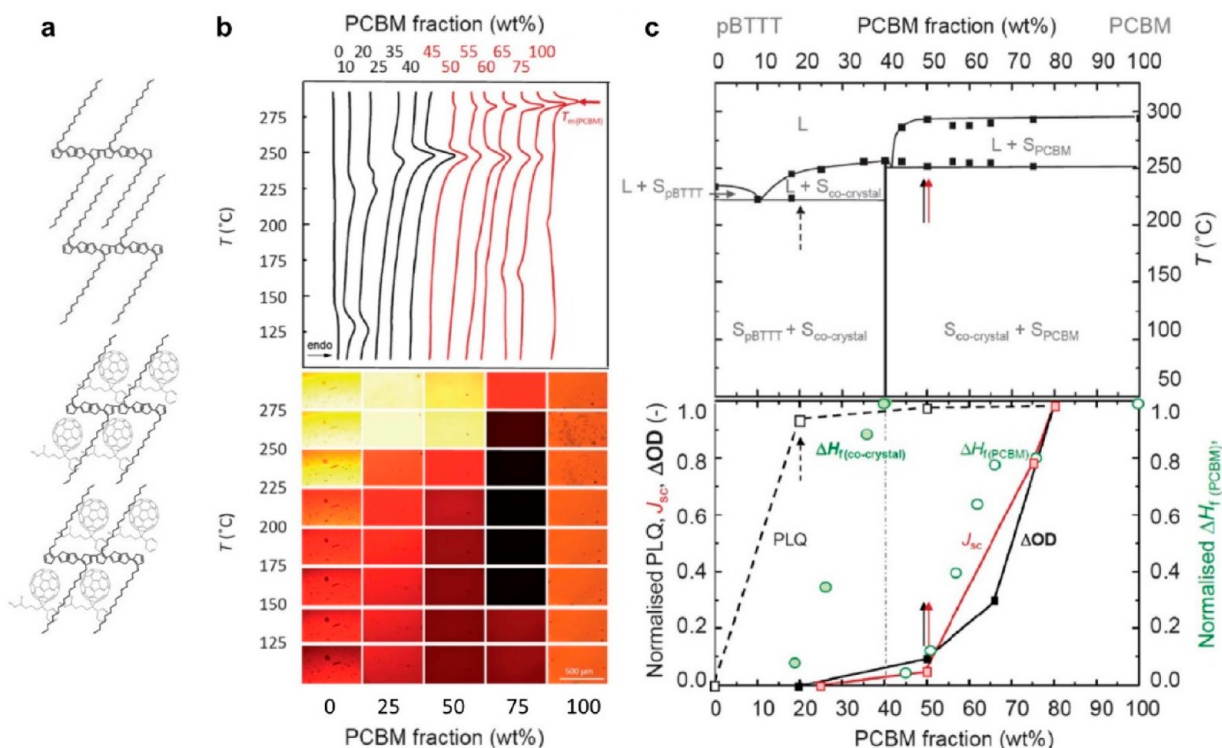 a
b
PCBM fraction (wt%)
0 20 35 45 55 65 100
10 25 40 50 60 75
T (°C)
275
250
225
200
175
150
125
endo
Tm(PCBM)
T (°C)
275
250
225
200
175
150
125
500 µm
0 25 50 75 100
PCBM fraction (wt%)
c
pBTTT PCBM fraction (wt%) PCBM
0 10 20 30 40 50 60 70 80 90 100
L
L + SPCBM
L + SpBTTT
L + Sco-crystal
SpBTTT + Sco-crystal
Sco-crystal + SPCBM
300
250
200
150
100
50
T (°C)
Normalised PLQ, Jsc, ΔOD (-)
1.0
0.8
0.6
0.4
0.2
0.0
ΔHf(co-crystal)
ΔHf(PCBM)
PLQ
Jsc
ΔOD
1.0
0.8
0.6
0.4
0.2
0.0
Normalised ΔHf (PCBM),
0 10 20 30 40 50 60 70 80 90 100
PCBM fraction (wt%)